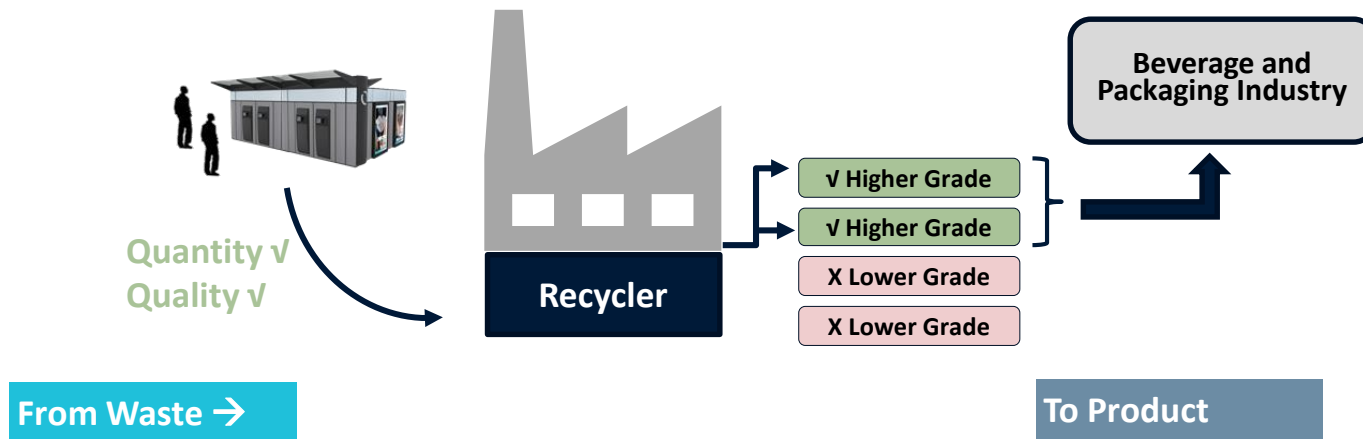 Beverage and
Packaging Industry
√ Higher Grade
√ Higher Grade
Quantity √
Quality √
Recycler
X Lower Grade
X Lower Grade
From Waste →
To Product